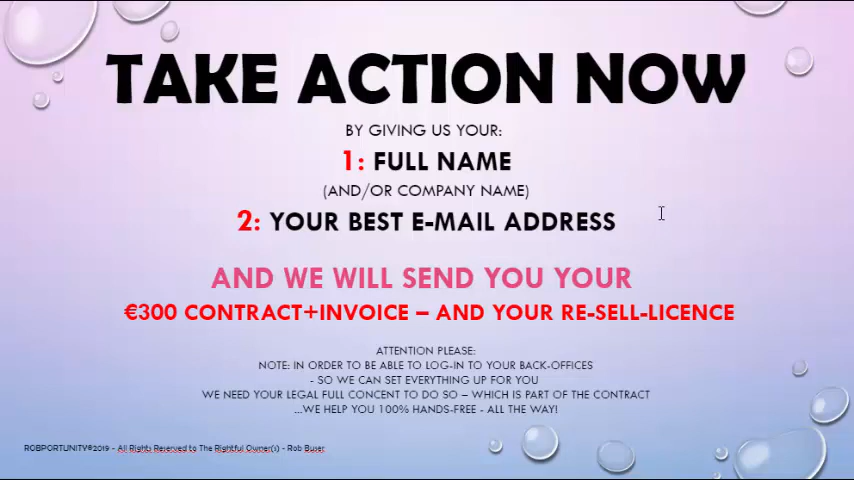 TAKE ACTION NOW
BY GIVING US YOUR:
1: FULL NAME
(AND/OR COMPANY NAME)
2: YOUR BEST E-MAIL ADDRESS
AND WE WILL SEND YOU YOUR
€300 CONTRACT+INVOICE – AND YOUR RE-SELL-LICENCE
ATTENTION PLEASE:
NOTE: IN ORDER TO BE ABLE TO LOG-IN TO YOUR BACK-OFFICES
- SO WE CAN SET EVERYTHING UP FOR YOU
WE NEED YOUR LEGAL FULL CONCENT TO DO SO – WHICH IS PART OF THE CONTRACT
...WE HELP YOU 100% HANDS-FREE - ALL THE WAY!
ROBPORTUNITY©2019 - All Rights Reserved to The Rightful Owner(s) - Rob Buser